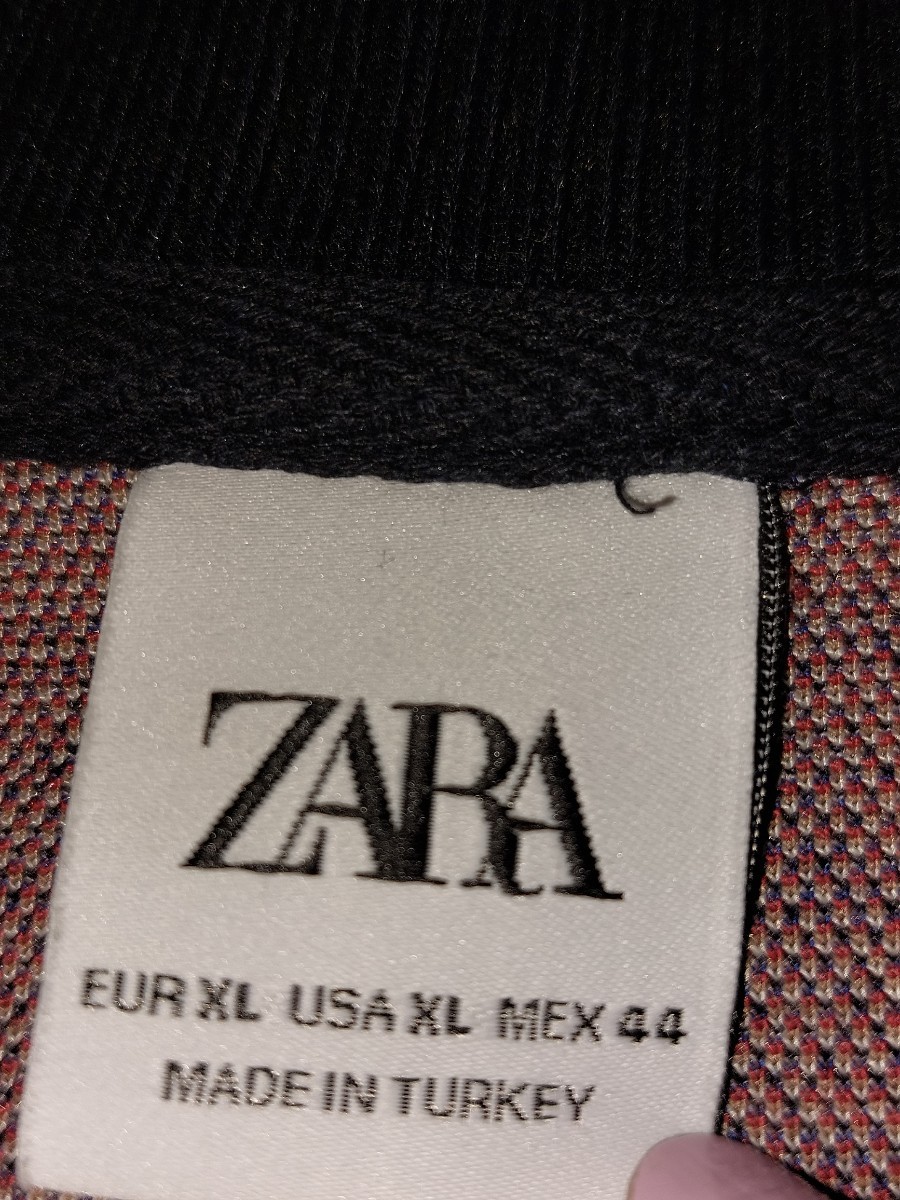 ZARA
EUR XL USA XL MEX 44
MADE IN TURKEY